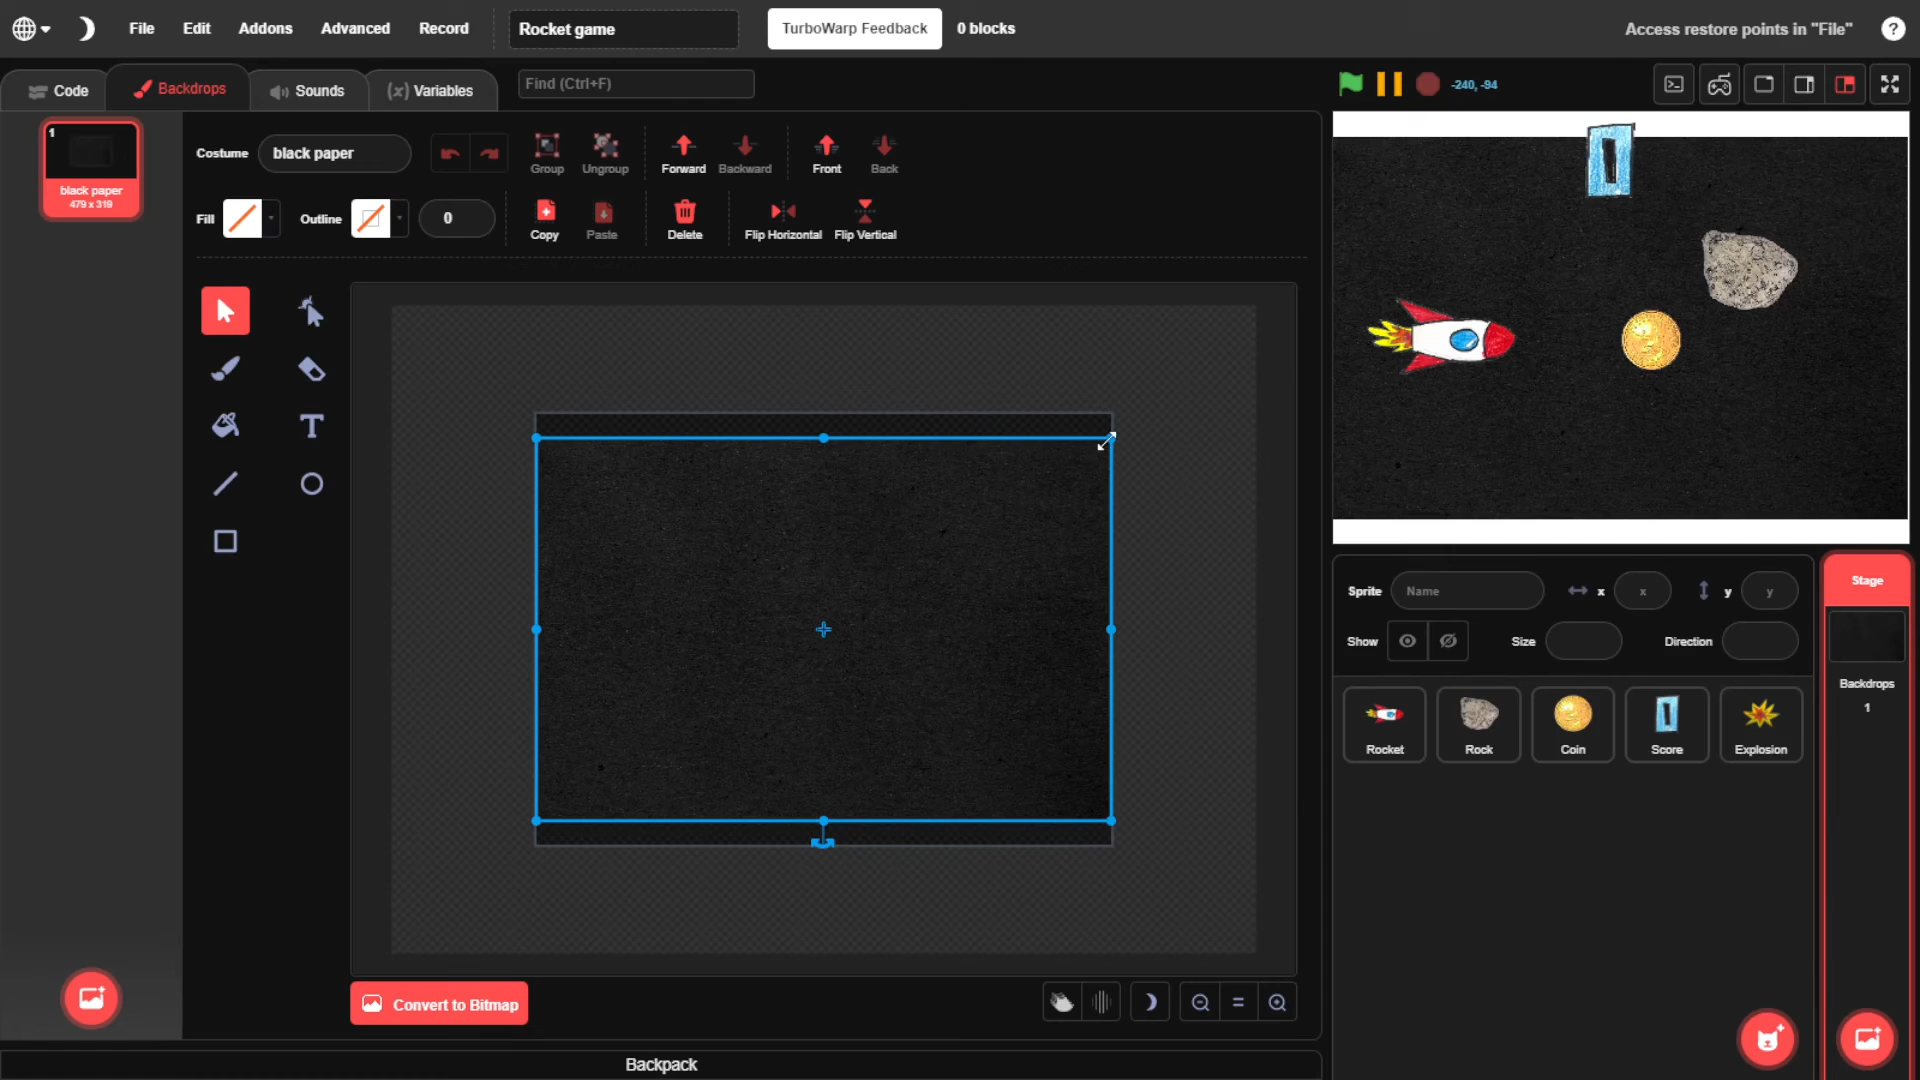 File Edit Addons Advanced Record Rocket game TurboWarp Feedback 0 blocks Access restore points in "File" ?
Code Backdrops Sounds (x) Variables Find (Ctrl+F) -240, -94
1
black paper
479 x 319
Costume black paper Group Ungroup Forward Backward Front Back
Fill Outline 0 Copy Paste Delete Flip Horizontal Flip Vertical
T
Convert to Bitmap
Backpack
Sprite Name x x y y
Show Size Direction
Rocket Rock Coin Score Explosion
Stage
Backdrops
1